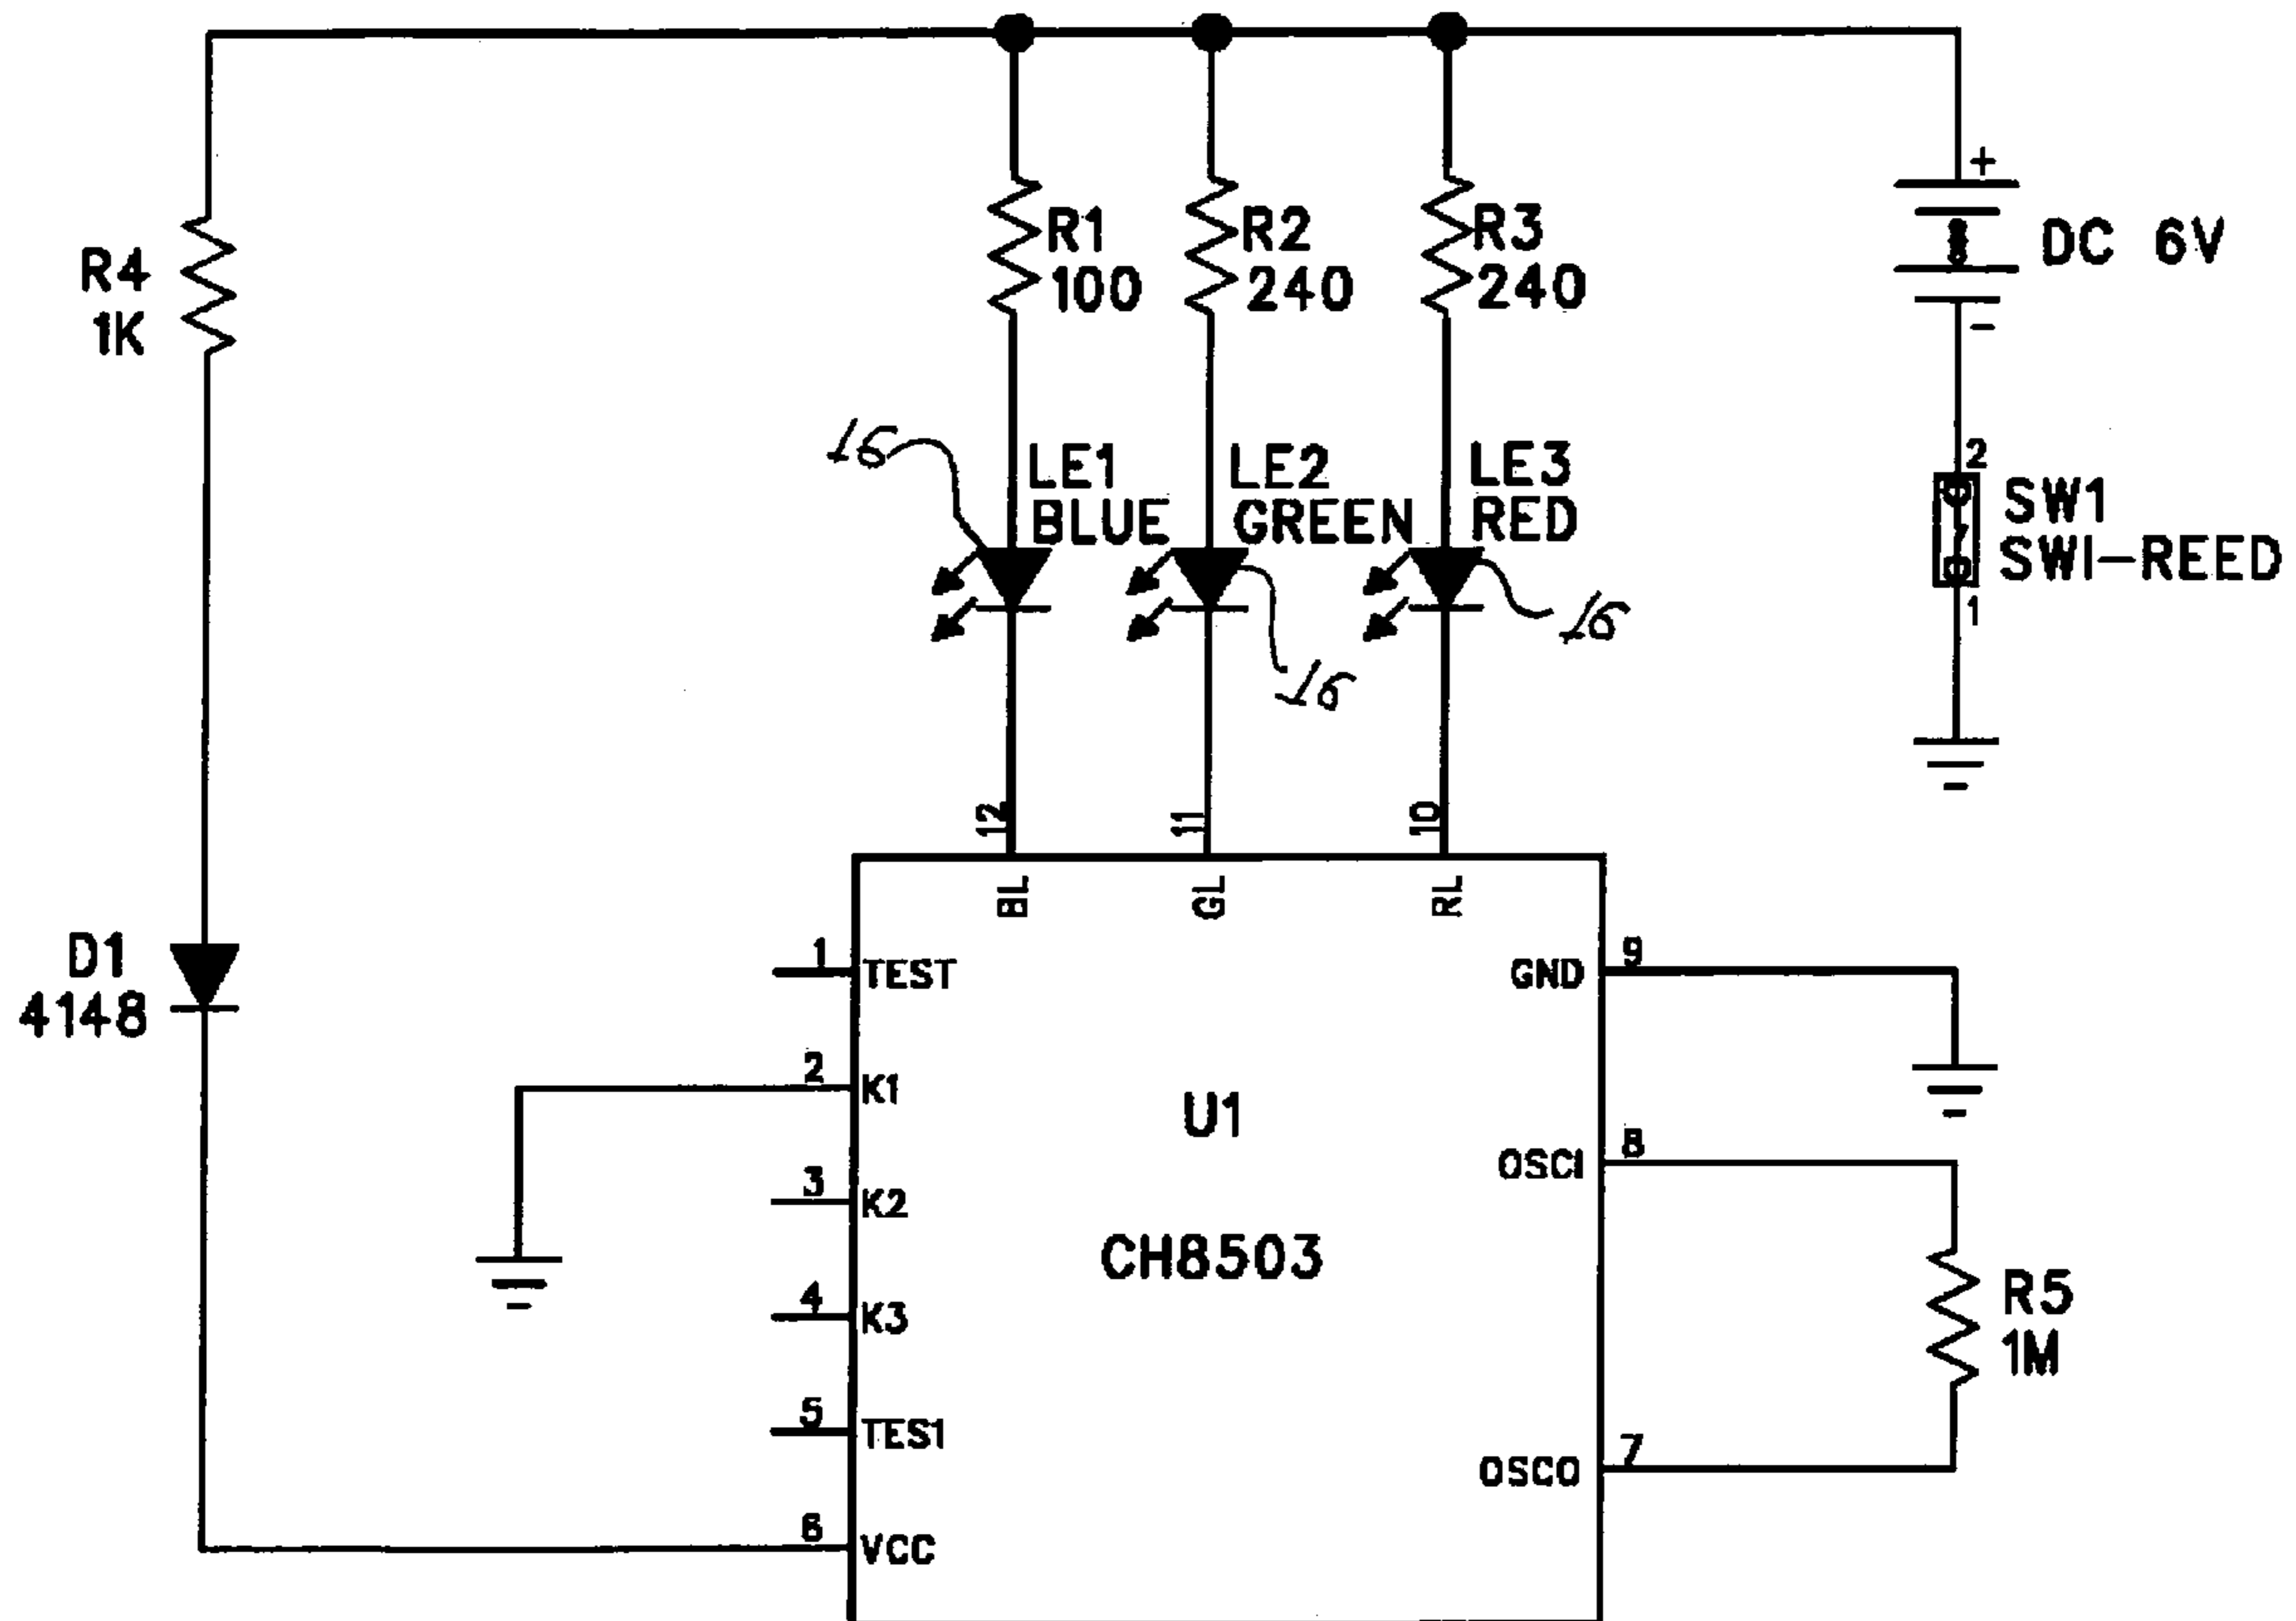 +
R1
100
R2
240
R3
240
DC 6V
-
R4
1K
16
LE1
BLUE
LE2
GREEN
LE3
RED
2
SW1
SWI-REED
1
16
16
12
11
10
BL
GL
RL
D1
4148
1
TEST
9
GND
2
K1
U1
8
OSCI
3
K2
CH8503
4
K3
R5
1M
5
TES1
7
OSCO
6
VCC